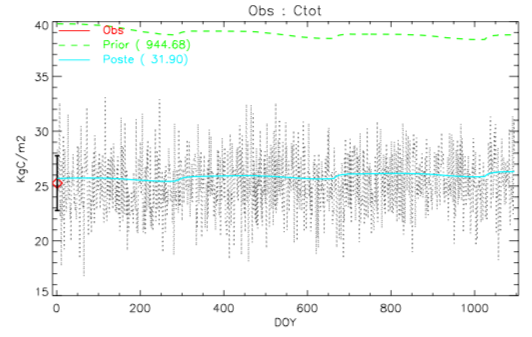 Obs : Ctot
40
Obs
Prior ( 944.68)
Poste ( 31.90)
35
30
KgC/m2
25
20
15
0 200 400 600 800 1000
DOY